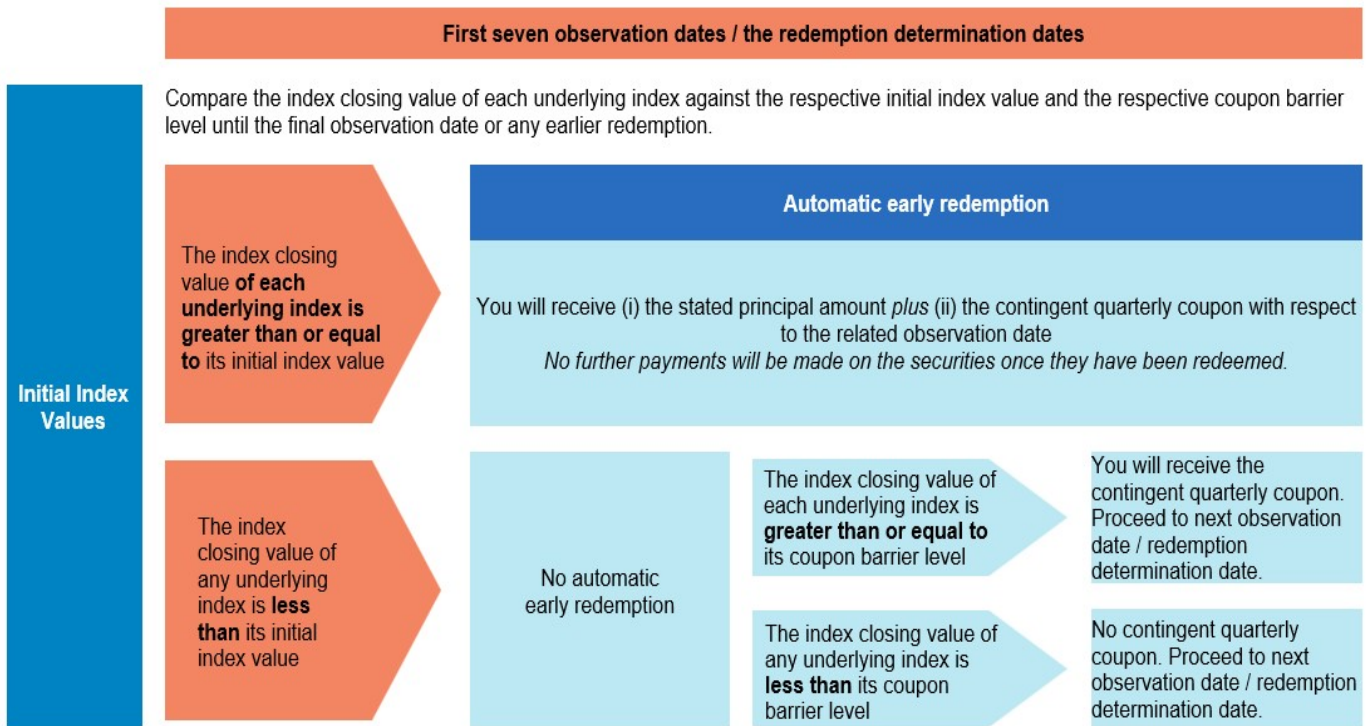 First seven observation dates / the redemption determination dates
Compare the index closing value of each underlying index against the respective initial index value and the respective coupon barrier
level until the final observation date or any earlier redemption.
Initial Index
Values
The index closing
value of each
underlying index is
greater than or equal
to its initial index value
Automatic early redemption
You will receive (i) the stated principal amount plus (ii) the contingent quarterly coupon with respect
to the related observation date
No further payments will be made on the securities once they have been redeemed.
The index
closing value of
any underlying
index is less
than its initial
index value
No automatic
early redemption
The index closing value of
each underlying index is
greater than or equal to
its coupon barrier level
You will receive the
contingent quarterly coupon.
Proceed to next observation
date / redemption
determination date.
The index closing value of
any underlying index is
less than its coupon
barrier level
No contingent quarterly
coupon. Proceed to next
observation date / redemption
determination date.